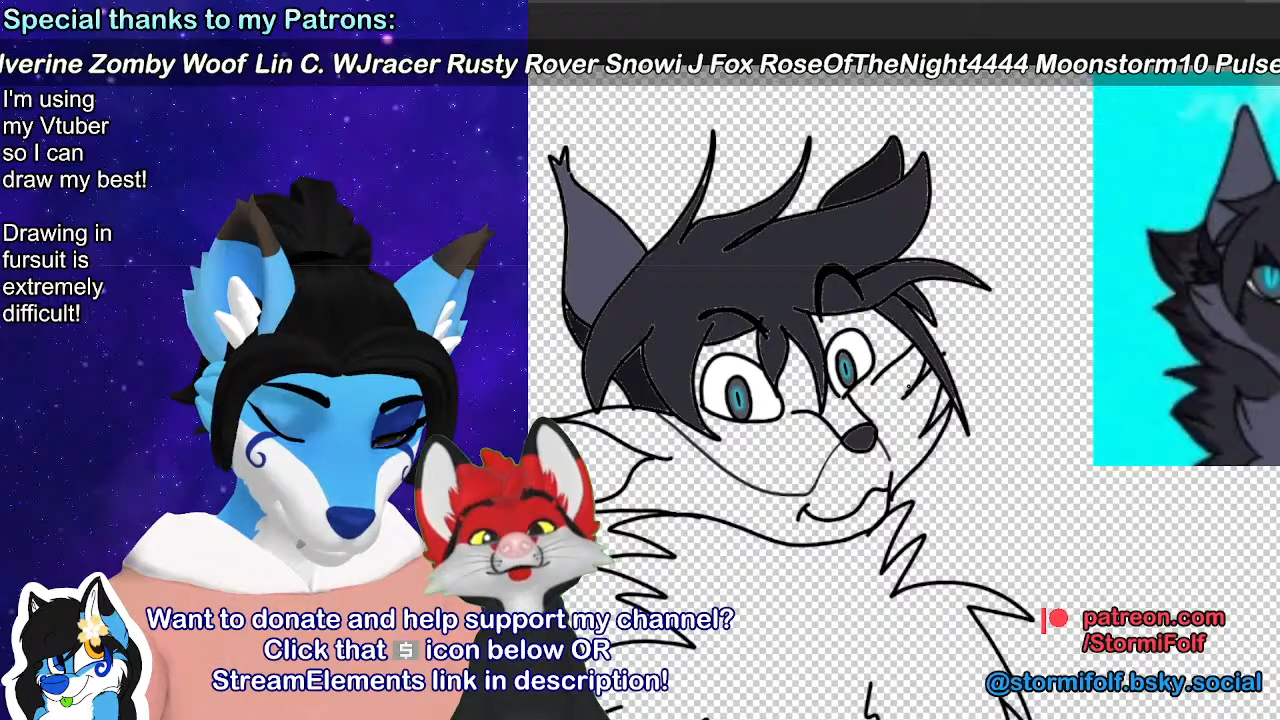 Special thanks to my Patrons:
lverine Zomby Woof Lin C. WJracer Rusty Rover Snowi J Fox RoseOfTheNight4444 Moonstorm10 Pulse
I'm using
my Vtuber
so I can
draw my best!
Drawing in
fursuit is
extremely
difficult!
Want to donate and help support my channel?
Click that $ icon below OR
StreamElements link in description!
patreon.com
/StormiFolf
@stormifolf.bsky.social